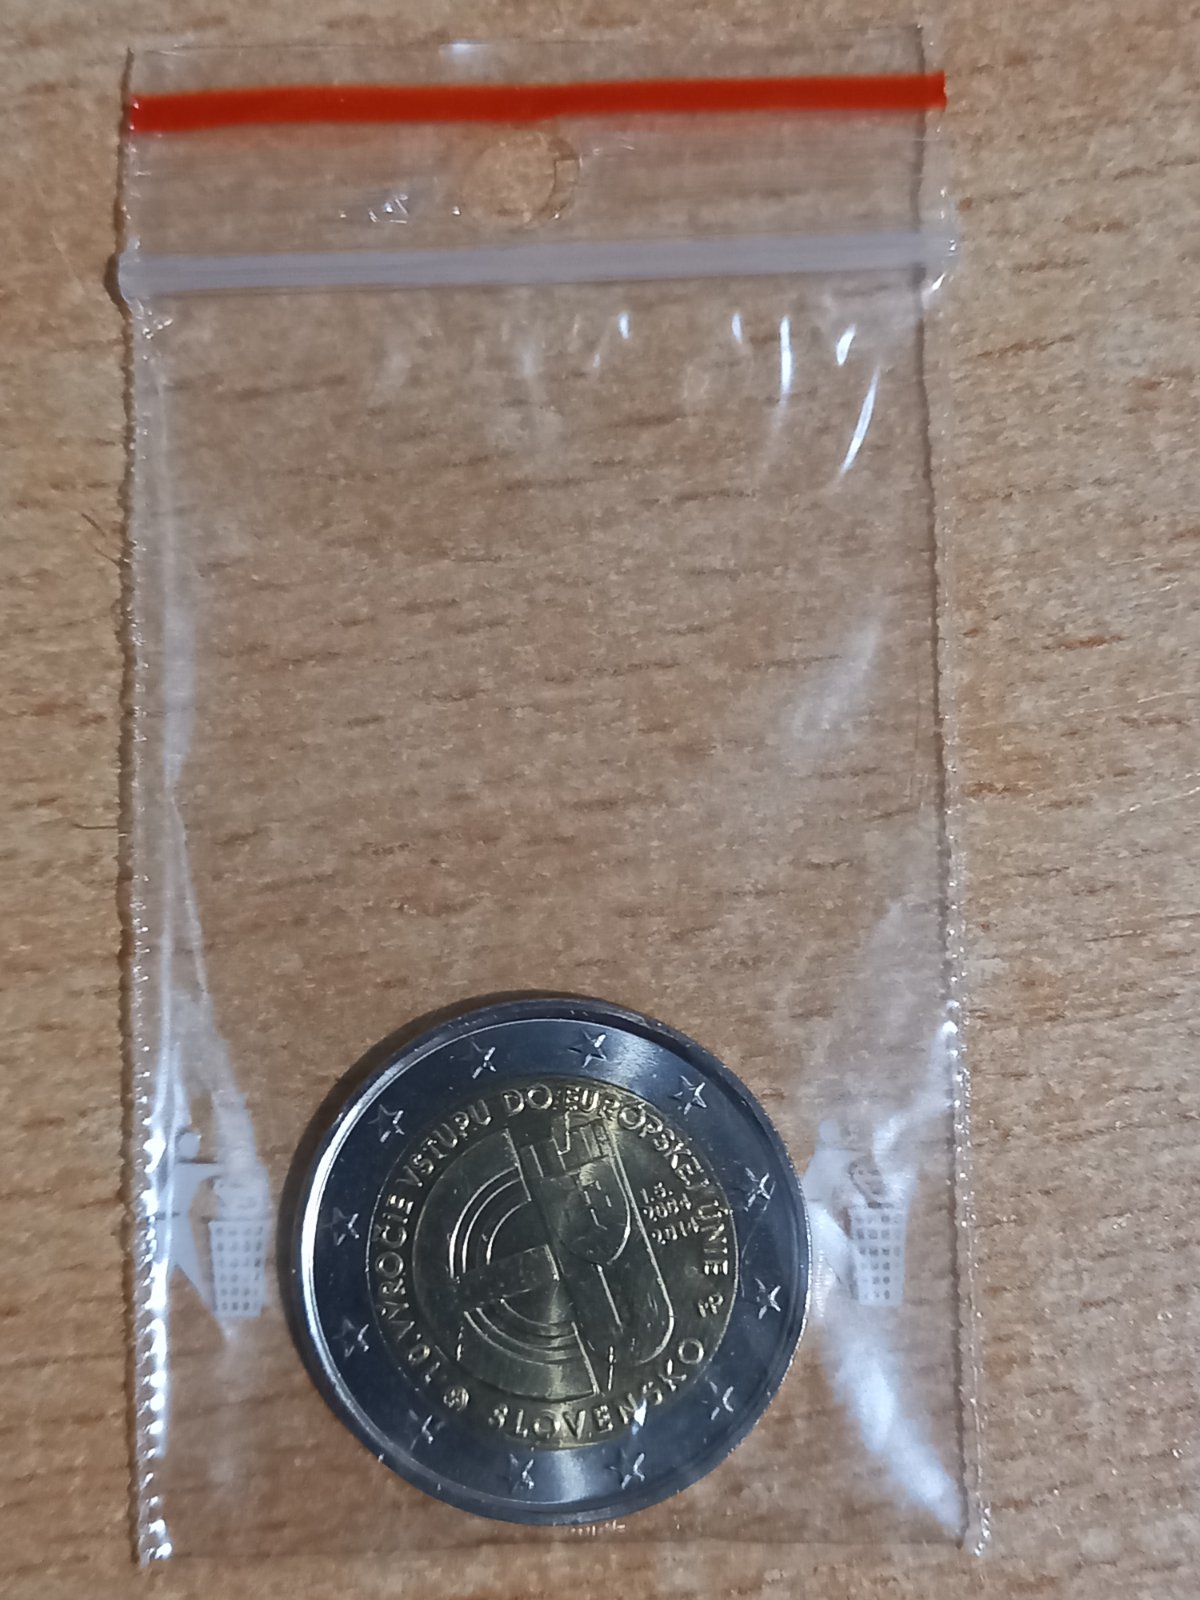 10. VÝROČIE VSTUPU DO EURÓPSKEJ ÚNIE
1.5.
2004
2014
SLOVENSKO